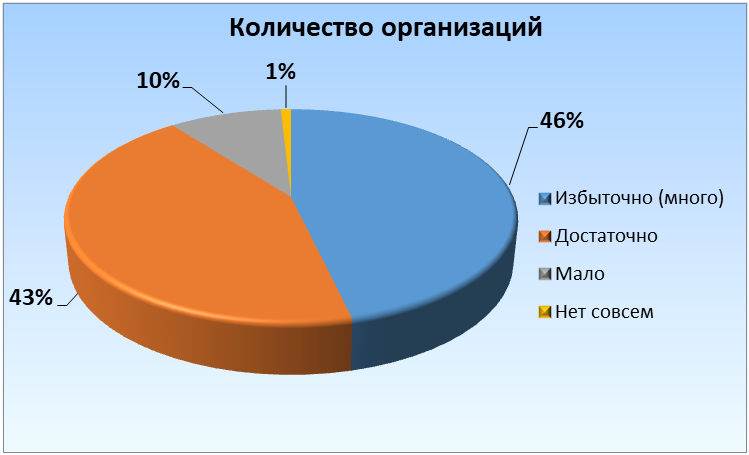 Количество организаций
1%
10%
46%
43%
Избыточно (много)
Достаточно
Мало
Нет совсем